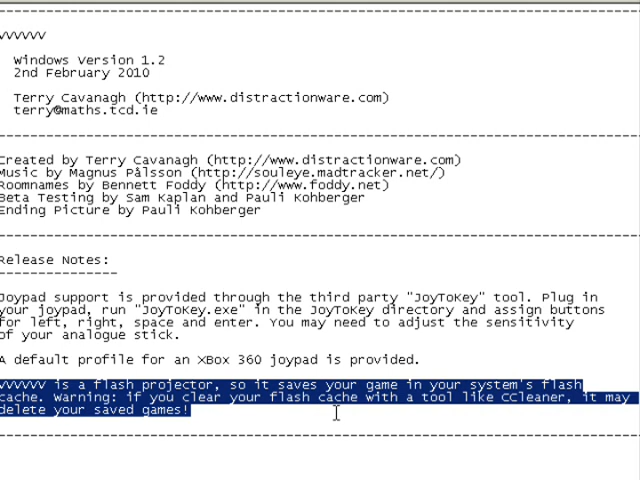 VVVVVV
Windows Version 1.2
2nd February 2010
Terry Cavanagh (http://www.distractionware.com)
terry@maths.tcd.ie
Created by Terry Cavanagh (http://www.distractionware.com)
Music by Magnus Pålsson (http://souleye.madtracker.net/)
Roomnames by Bennett Foddy (http://www.foddy.net)
Beta Testing by Sam Kaplan and Pauli Kohberger
Ending Picture by Pauli Kohberger
Release Notes:
---------------
Joypad support is provided through the third party "JoyToKey" tool. Plug in
your joypad, run "JoyToKey.exe" in the JoyToKey directory and assign buttons
for left, right, space and enter. You may need to adjust the sensitivity
of your analogue stick.
A default profile for an XBox 360 joypad is provided.
VVVVVV is a flash projector, so it saves your game in your system's flash
cache. Warning: if you clear your flash cache with a tool like CCleaner, it may
delete your saved games!